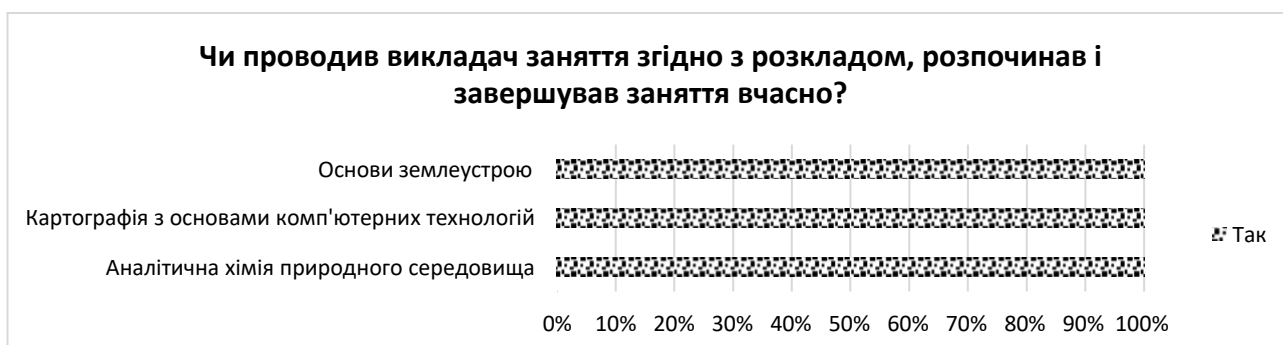 Чи проводив викладач заняття згідно з розкладом, розпочинав і
завершував заняття вчасно?
Основи землеустрою
Картографія з основами комп'ютерних технологій
Аналітична хімія природного середовища
Так
0% 10% 20% 30% 40% 50% 60% 70% 80% 90% 100%